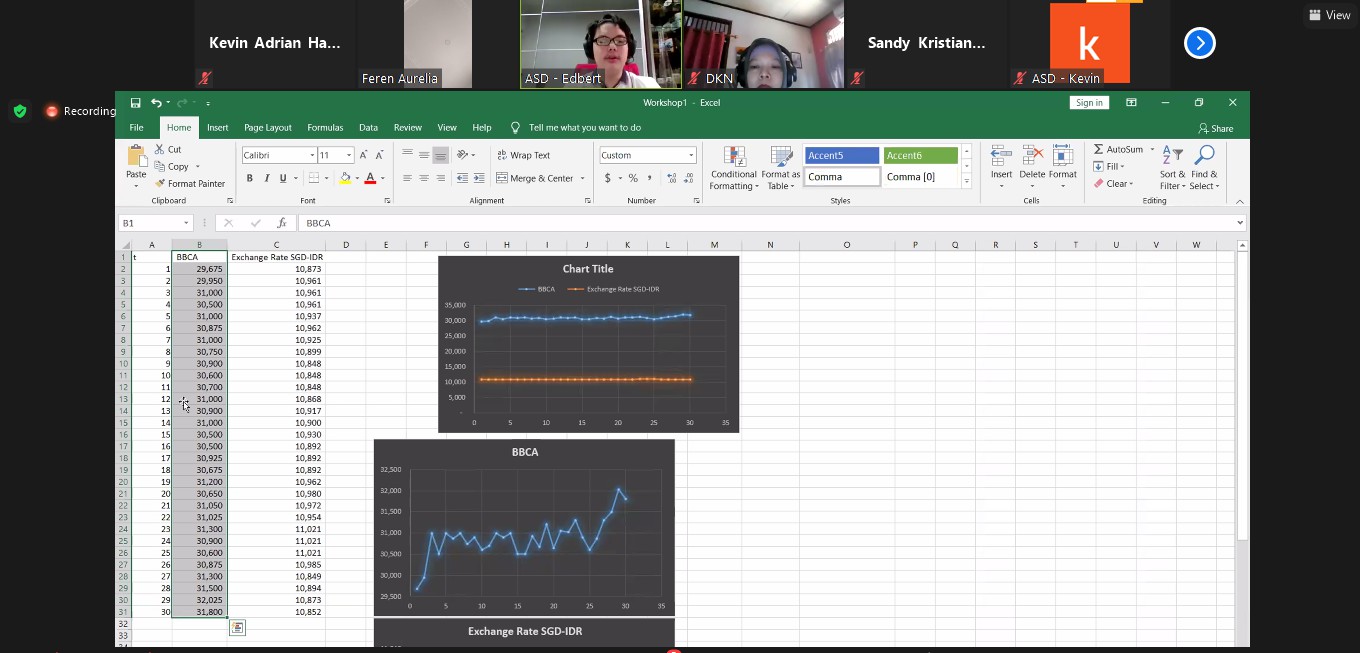 Kevin Adrian Ha...
Feren Aurelia
ASD - Edbert
DKN
Sandy Kristian...
k
ASD - Kevin
View
Recording
Workshop1 - Excel
Sign in
File Home Insert Page Layout Formulas Data Review View Help Tell me what you want to do
Share
Paste
Cut
Copy
Format Painter
Clipboard
Calibri 11
B I U
Font
Wrap Text
Merge & Center
Alignment
Custom
$ % ,
Number
Conditional Formatting
Format as Table
Accent5 Accent6
Comma Comma [0]
Styles
Insert Delete Format
Cells
AutoSum
Fill
Clear
Sort & Filter
Find & Select
Editing
B1 fx BBCA
A B C D E F G H I J K L M N O P Q R S T U V W
1 t BBCA Exchange Rate SGD-IDR
2 1 29,675 10,873
3 2 29,950 10,961
4 3 31,000 10,961
5 4 30,500 10,961
6 5 31,000 10,937
7 6 30,875 10,962
8 7 31,000 10,925
9 8 30,750 10,899
10 9 30,900 10,848
11 10 30,600 10,848
12 11 30,700 10,848
13 12 31,000 10,868
14 13 30,900 10,917
15 14 31,000 10,900
16 15 30,500 10,930
17 16 30,500 10,892
18 17 30,925 10,892
19 18 30,675 10,892
20 19 31,200 10,962
21 20 30,650 10,980
22 21 31,050 10,972
23 22 31,025 10,954
24 23 31,300 11,021
25 24 30,900 11,021
26 25 30,600 11,021
27 26 30,875 10,985
28 27 31,300 10,849
29 28 31,500 10,894
30 29 32,025 10,873
31 30 31,800 10,852
32
33
Chart Title
BBCA Exchange Rate SGD-IDR
35,000
30,000
25,000
20,000
15,000
10,000
5,000
-
0 5 10 15 20 25 30 35
BBCA
32,500
32,000
31,500
31,000
30,500
30,000
29,500
0 5 10 15 20 25 30 35
Exchange Rate SGD-IDR